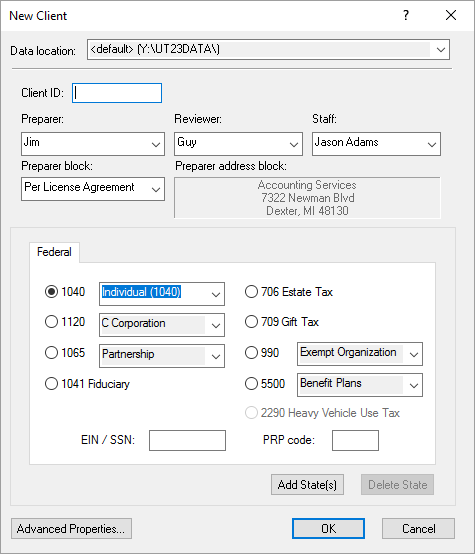 New Client
?
Data location: <default> (Y:\UT23DATA\)
Client ID:
Preparer: Reviewer: Staff:
Jim Guy Jason Adams
Preparer block: Preparer address block:
Per License Agreement
Accounting Services
7322 Newman Blvd
Dexter, MI 48130
Federal
1040 Individual (1040) 706 Estate Tax
1120 C Corporation 709 Gift Tax
1065 Partnership 990 Exempt Organization
1041 Fiduciary 5500 Benefit Plans
2290 Heavy Vehicle Use Tax
EIN / SSN: PRP code:
Add State(s) Delete State
Advanced Properties... OK Cancel